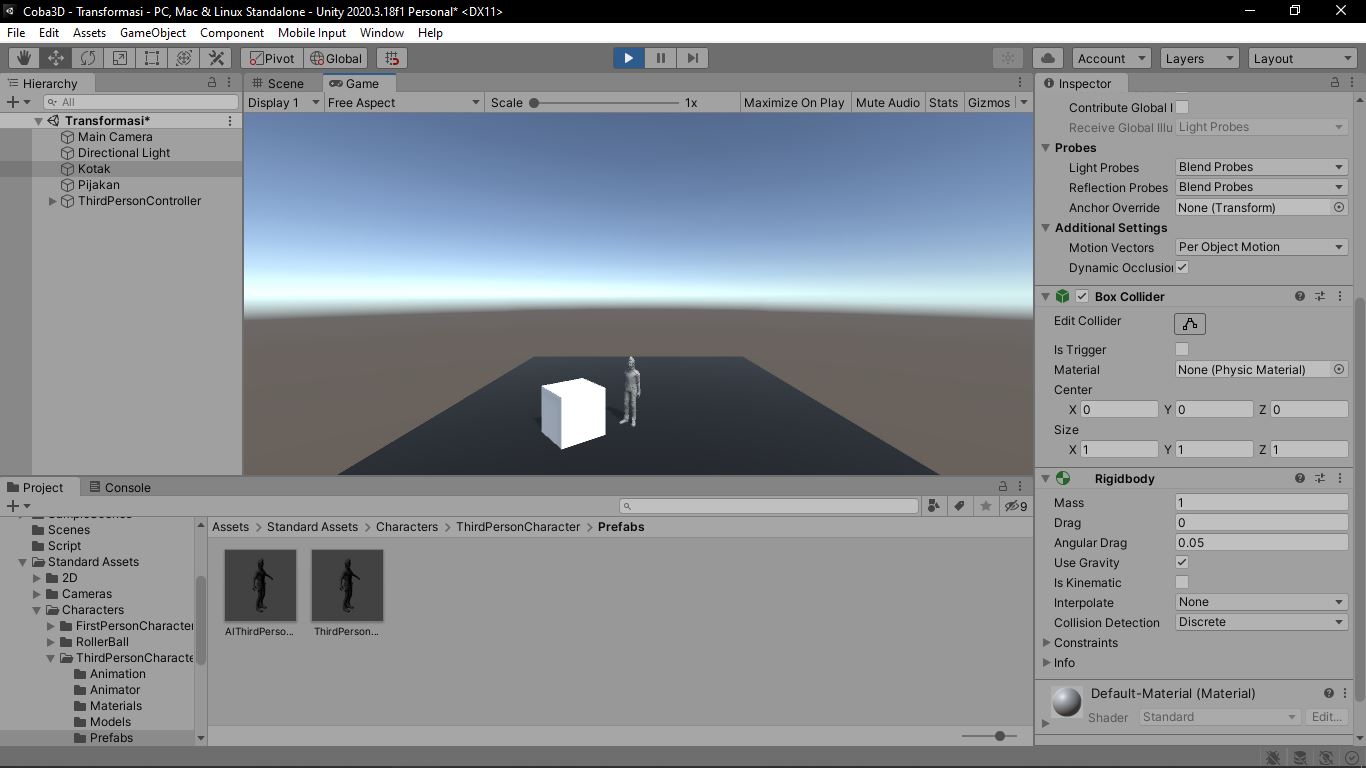 Coba3D - Transformasi - PC, Mac & Linux Standalone - Unity 2020.3.18f1 Personal* <DX11>
File Edit Assets GameObject Component Mobile Input Window Help
Pivot Global Account Layers Layout
Hierarchy
All
Transformasi*
Main Camera
Directional Light
Kotak
Pijakan
ThirdPersonController
Scene Game
Display 1 Free Aspect Scale 1x Maximize On Play Mute Audio Stats Gizmos
Inspector
Contribute Global I
Receive Global Illu Light Probes
Probes
Light Probes Blend Probes
Reflection Probes Blend Probes
Anchor Override None (Transform)
Additional Settings
Motion Vectors Per Object Motion
Dynamic Occlusion
Box Collider
Edit Collider
Is Trigger
Material None (Physic Material)
Center
X 0 Y 0 Z 0
Size
X 1 Y 1 Z 1
Rigidbody
Mass 1
Drag 0
Angular Drag 0.05
Use Gravity
Is Kinematic
Interpolate None
Collision Detection Discrete
Constraints
Info
Default-Material (Material)
Shader Standard Edit...
Project Console
9
SampleScenes
Scenes
Script
Standard Assets
2D
Cameras
Characters
FirstPersonCharacter
RollerBall
ThirdPersonCharacte
Animation
Animator
Materials
Models
Prefabs
Assets > Standard Assets > Characters > ThirdPersonCharacter > Prefabs
AIThirdPerso... ThirdPerson...